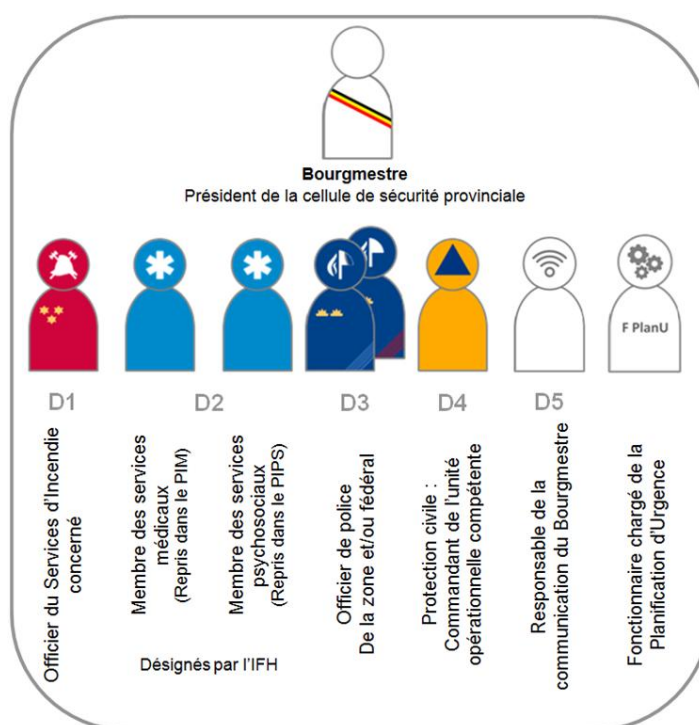 Bourgmestre
Président de la cellule de sécurité provinciale
F PlanU
D1
D2
D3
D4
D5
Officier du Services d'Incendie
concerné
Membre des services
médicaux
(Repris dans le PIM)
Membre des services
psychosociaux
(Repris dans le PIPS)
Officier de police
De la zone et/ou fédéral
Protection civile :
Commandant de l'unité
opérationnelle compétente
Responsable de la
communication du Bourgmestre
Fonctionnaire chargé de la
Planification d'Urgence
Désignés par l'IFH